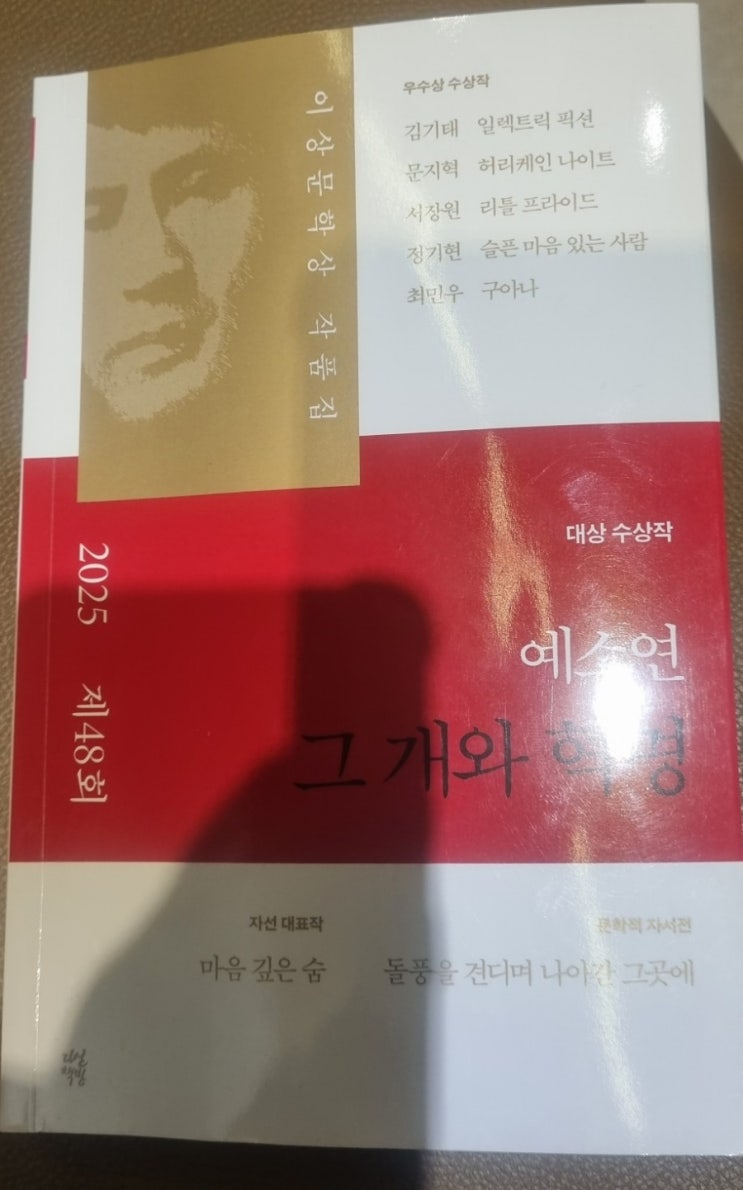 이상문학상 작품집
우수상 수상작
김기태 일렉트릭 픽션
문지혁 허리케인 나이트
서장원 리틀 프라이드
정기현 슬픈 마음 있는 사람
최민우 구아나
2025 제48회
대상 수상작
예소연
그 개와 혁명
자선 대표작
마음 깊은 숨
문학적 자서전
돌풍을 견디며 나아간 그곳에
다산책방